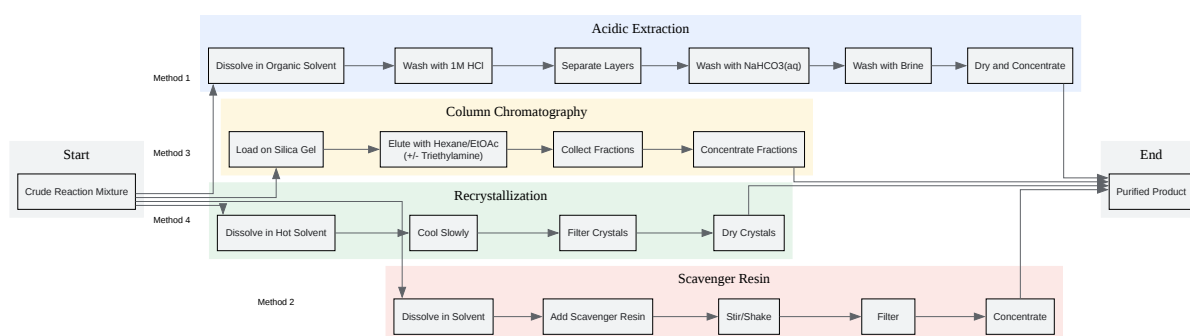 Acidic Extraction
Dissolve in Organic Solvent
Wash with 1M HCl
Separate Layers
Wash with NaHCO3(aq)
Wash with Brine
Dry and Concentrate
Method 1
Column Chromatography
Load on Silica Gel
Elute with Hexane/EtOAc
(+/- Triethylamine)
Collect Fractions
Concentrate Fractions
Method 3
Start
Crude Reaction Mixture
End
Purified Product
Recrystallization
Method 4
Dissolve in Hot Solvent
Cool Slowly
Filter Crystals
Dry Crystals
Scavenger Resin
Method 2
Dissolve in Solvent
Add Scavenger Resin
Stir/Shake
Filter
Concentrate